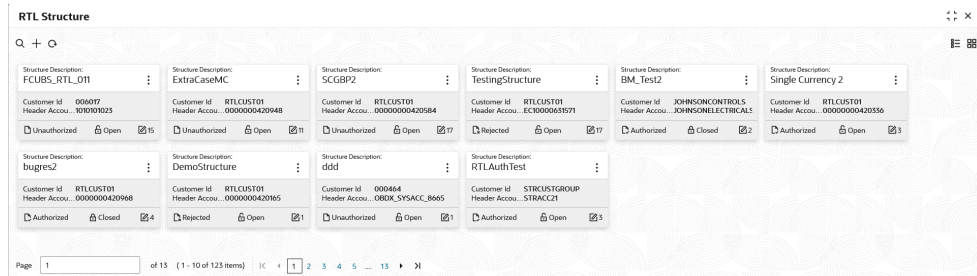 RTL Structure
Structure Description:
FCUBS_RTL_011
Customer Id 006017
Header Accou... 1010101023
Unauthorized Open 15
Structure Description:
ExtraCaseMC
Customer Id RTLCUST01
Header Accou... 0000000420948
Unauthorized Open 11
Structure Description:
SCGBP2
Customer Id RTLCUST01
Header Accou... 0000000420584
Unauthorized Open 17
Structure Description:
TestingStructure
Customer Id RTLCUST01
Header Accou... EC10000631571
Rejected Open 17
Structure Description:
BM_Test2
Customer Id JOHNSONCONTROLS
Header Accou... JOHNSONELECTRICALS
Authorized Closed 2
Structure Description:
Single Currency 2
Customer Id RTLCUST01
Header Accou... 0000000420336
Authorized Open 3
Structure Description:
bugres2
Customer Id RTLCUST01
Header Accou... 0000000420968
Authorized Closed 4
Structure Description:
DemoStructure
Customer Id RTLCUST01
Header Accou... 0000000420165
Rejected Open 1
Structure Description:
ddd
Customer Id 000464
Header Accou... OBDX_SYSACC_8665
Unauthorized Open 1
Structure Description:
RTLAuthTest
Customer Id STRCUSTGROUP
Header Accou... STRACC21
Authorized Open 3
Page 1 of 13 (1 - 10 of 123 items) 1 2 3 4 5 ... 13